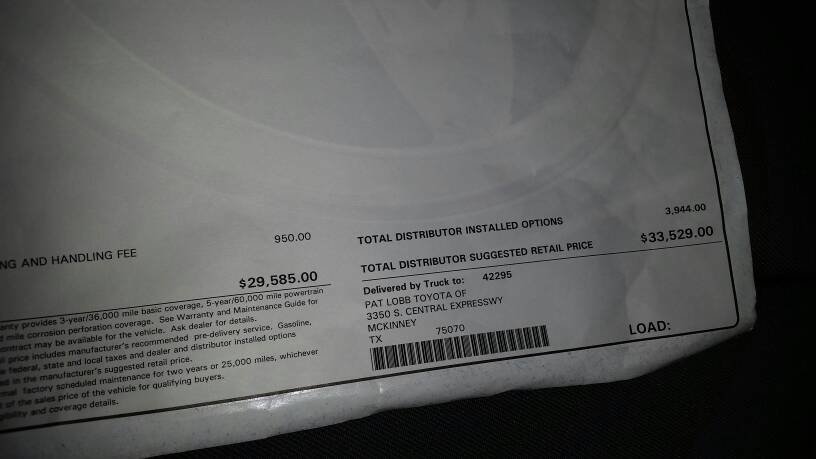 950.00
NG AND HANDLING FEE
$29,585.00
anty provides 3-year/36,000 mile basic coverage, 5-year/60,000 mile powertrain
mile corrosion perforation coverage. See Warranty and Maintenance Guide for
ontract may be available for the vehicle. Ask dealer for details.
price includes manufacturer's recommended pre-delivery service. Gasoline,
federal, state and local taxes and dealer and distributor installed options
ed in the manufacturer's suggested retail price.
rmal factory scheduled maintenance for two years or 25,000 miles, whichever
of the sales price of the vehicle for qualifying buyers.
gibility and coverage details.
TOTAL DISTRIBUTOR INSTALLED OPTIONS 3,944.00
TOTAL DISTRIBUTOR SUGGESTED RETAIL PRICE $33,529.00
Delivered by Truck to: 42295
PAT LOBB TOYOTA OF
3350 S. CENTRAL EXPRESSWY
MCKINNEY
TX 75070
LOAD: